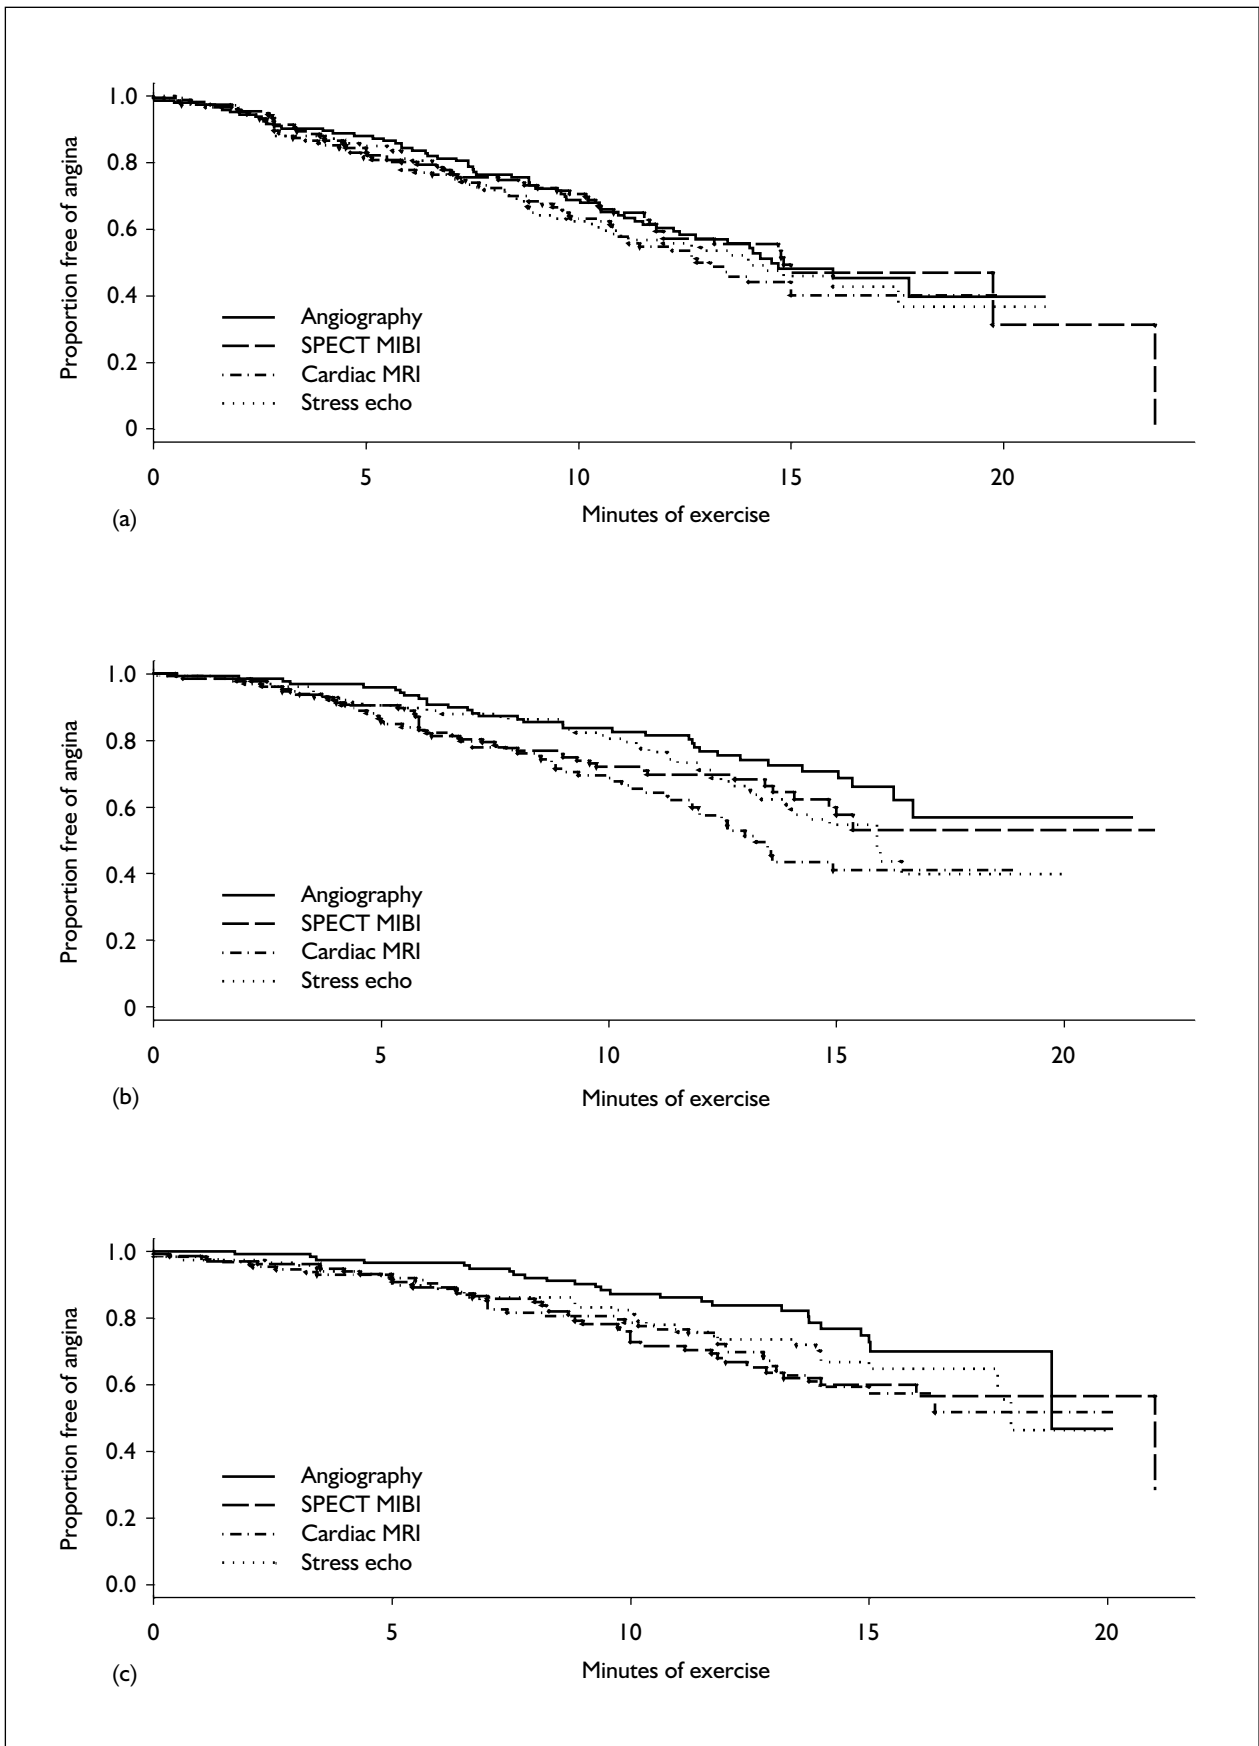 1.0
0.8
0.6
0.4
0.2
0
Proportion free of angina
Angiography
SPECT MIBI
Cardiac MRI
Stress echo
0 5 10 15 20
Minutes of exercise
(a)
1.0
0.8
0.6
0.4
0.2
0
Proportion free of angina
Angiography
SPECT MIBI
Cardiac MRI
Stress echo
0 5 10 15 20
Minutes of exercise
(b)
1.0
0.8
0.6
0.4
0.2
0.0
Proportion free of angina
Angiography
SPECT MIBI
Cardiac MRI
Stress echo
0 5 10 15 20
Minutes of exercise
(c)